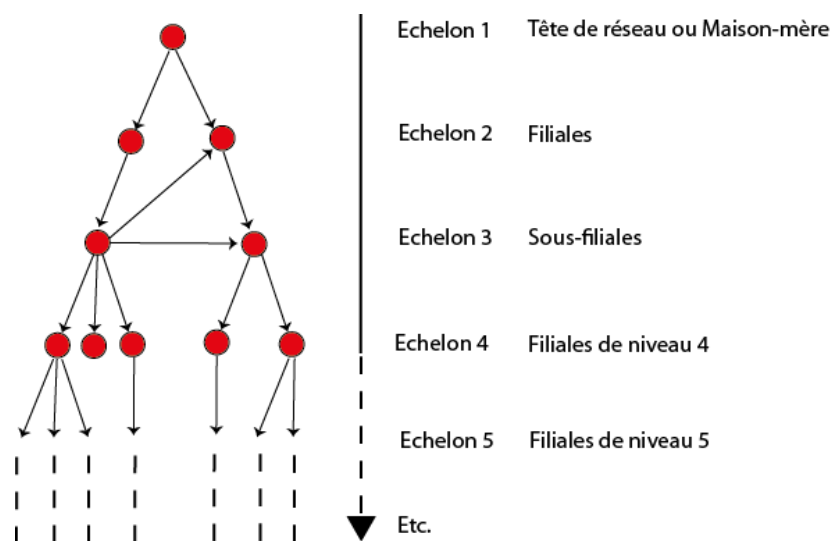 Echelon 1 Tête de réseau ou Maison-mère
Echelon 2 Filiales
Echelon 3 Sous-filiales
Echelon 4 Filiales de niveau 4
Echelon 5 Filiales de niveau 5
Etc.